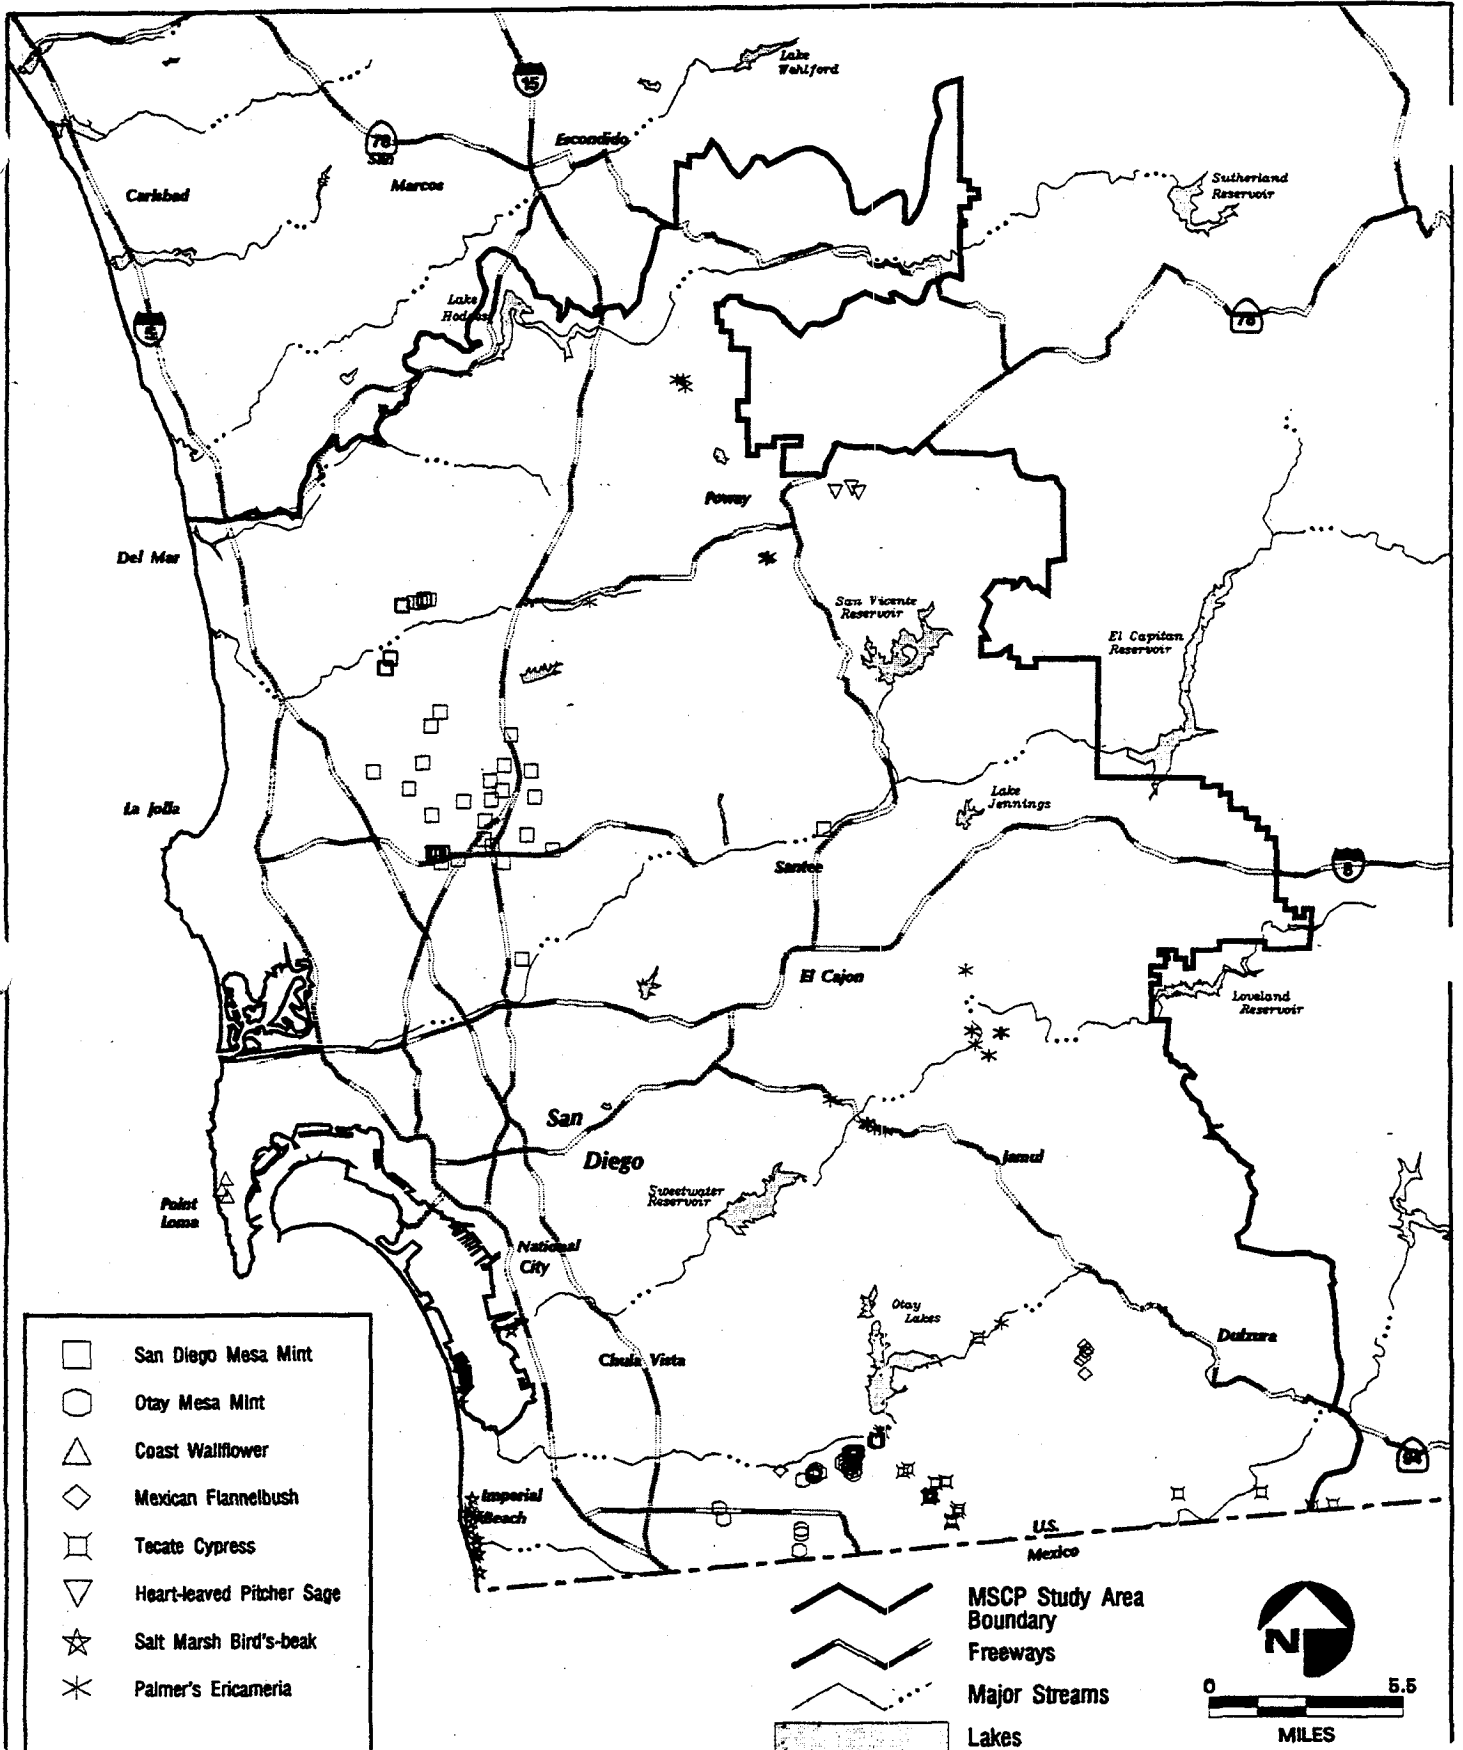 Lake
Wohlford
15
78
San
Marcos
Escondido
Carlsbad
Sutherland
Reservoir
Lake
Hodges
5
78
Poway
Del Mar
San Vicente
Reservoir
El Capitan
Reservoir
La Jolla
Lake
Jennings
Santee
8
El Cajon
Loveland
Reservoir
San
Diego
Jamul
Sweetwater
Reservoir
Point
Loma
National
City
Otay
Lakes
Dulzura
Chula Vista
94
Imperial
Beach
U.S.
Mexico
San Diego Mesa Mint
Otay Mesa Mint
Coast Wallflower
Mexican Flannelbush
Tecate Cypress
Heart-leaved Pitcher Sage
Salt Marsh Bird's-beak
Palmer's Ericameria
MSCP Study Area
Boundary
Freeways
Major Streams
Lakes
N
0 5.5
MILES